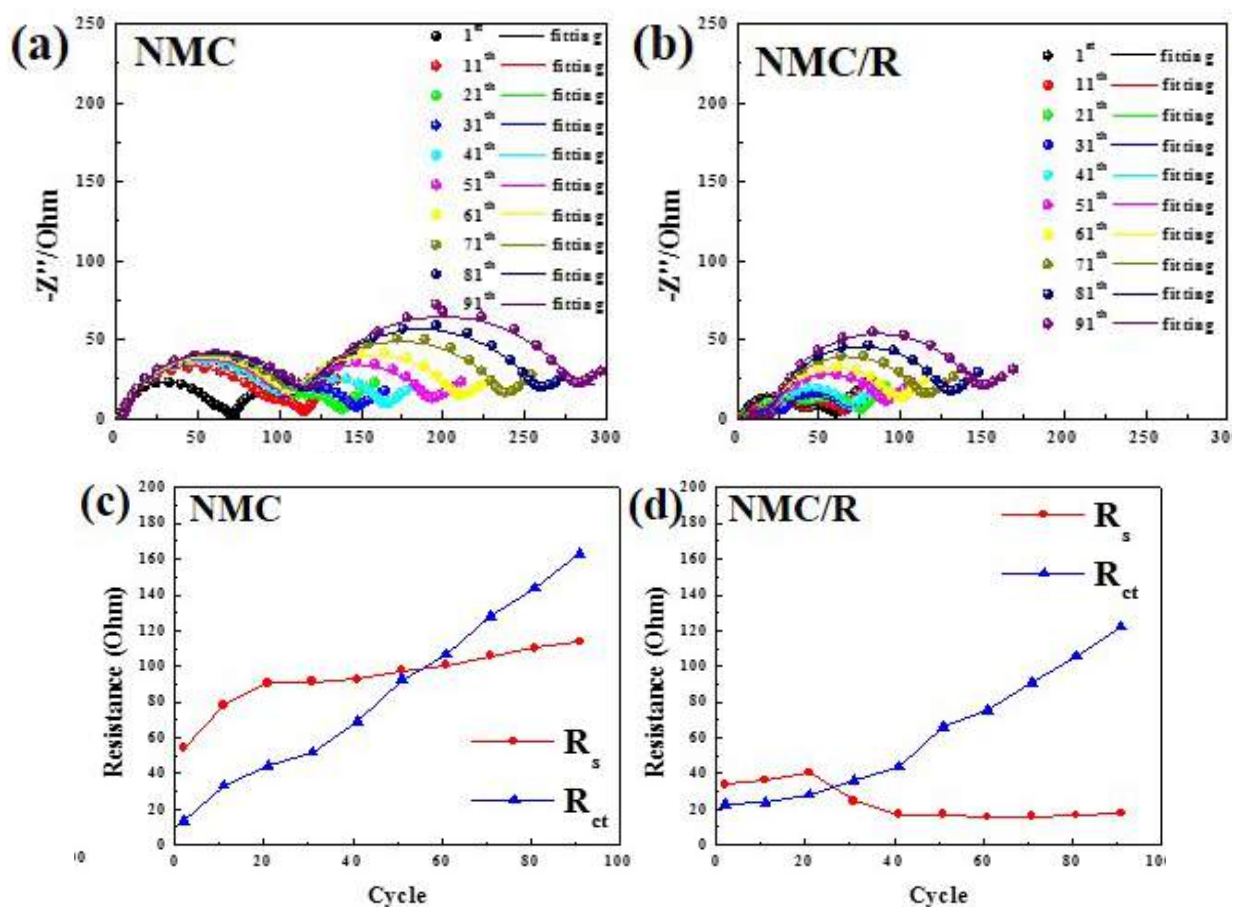 (a) NMC
250
200
150
100
50
0
-Z''/Ohm
1st fitting
11th fitting
21th fitting
31th fitting
41th fitting
51th fitting
61th fitting
71th fitting
81th fitting
91th fitting
0 50 100 150 200 250 300
(b) NMC/R
250
200
150
100
50
0
-Z''/Ohm
1st fitting
11th fitting
21th fitting
31th fitting
41th fitting
51th fitting
61th fitting
71th fitting
81th fitting
91th fitting
0 50 100 150 200 250 30
(c) NMC
200
180
160
140
120
100
80
60
40
20
0
Resistance (Ohm)
Rs
Rct
0 20 40 60 80 100
Cycle
(d) NMC/R
200
180
160
140
120
100
80
60
40
20
0
Resistance (Ohm)
Rs
Rct
0 20 40 60 80 10
Cycle